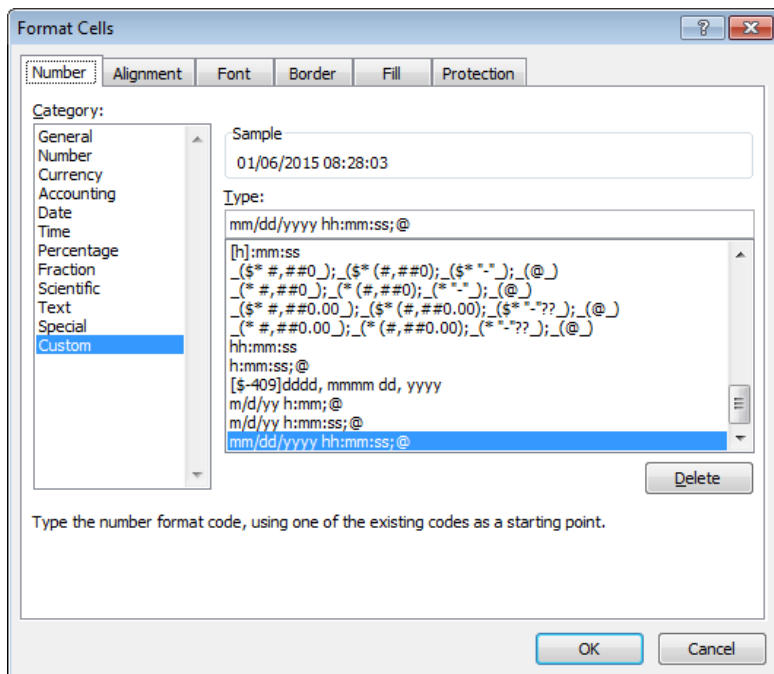 Format Cells
Number Alignment Font Border Fill Protection
Category:
General
Number
Currency
Accounting
Date
Time
Percentage
Fraction
Scientific
Text
Special
Custom
Sample
01/06/2015 08:28:03
Type:
mm/dd/yyyy hh:mm:ss;@
[h]:mm:ss
_($* #,##0_);_($* (#,##0);_($* "-"_);_(@_)
_(* #,##0_);_(* (#,##0);_(* "-"_);_(@_)
_($* #,##0.00_);_($* (#,##0.00);_($* "-"??_);_(@_)
_(* #,##0.00_);_(* (#,##0.00);_(* "-"??_);_(@_)
hh:mm:ss
h:mm:ss;@
[$-409]dddd, mmmm dd, yyyy
m/d/yy h:mm;@
m/d/yy h:mm:ss;@
mm/dd/yyyy hh:mm:ss;@
Delete
Type the number format code, using one of the existing codes as a starting point.
OK Cancel